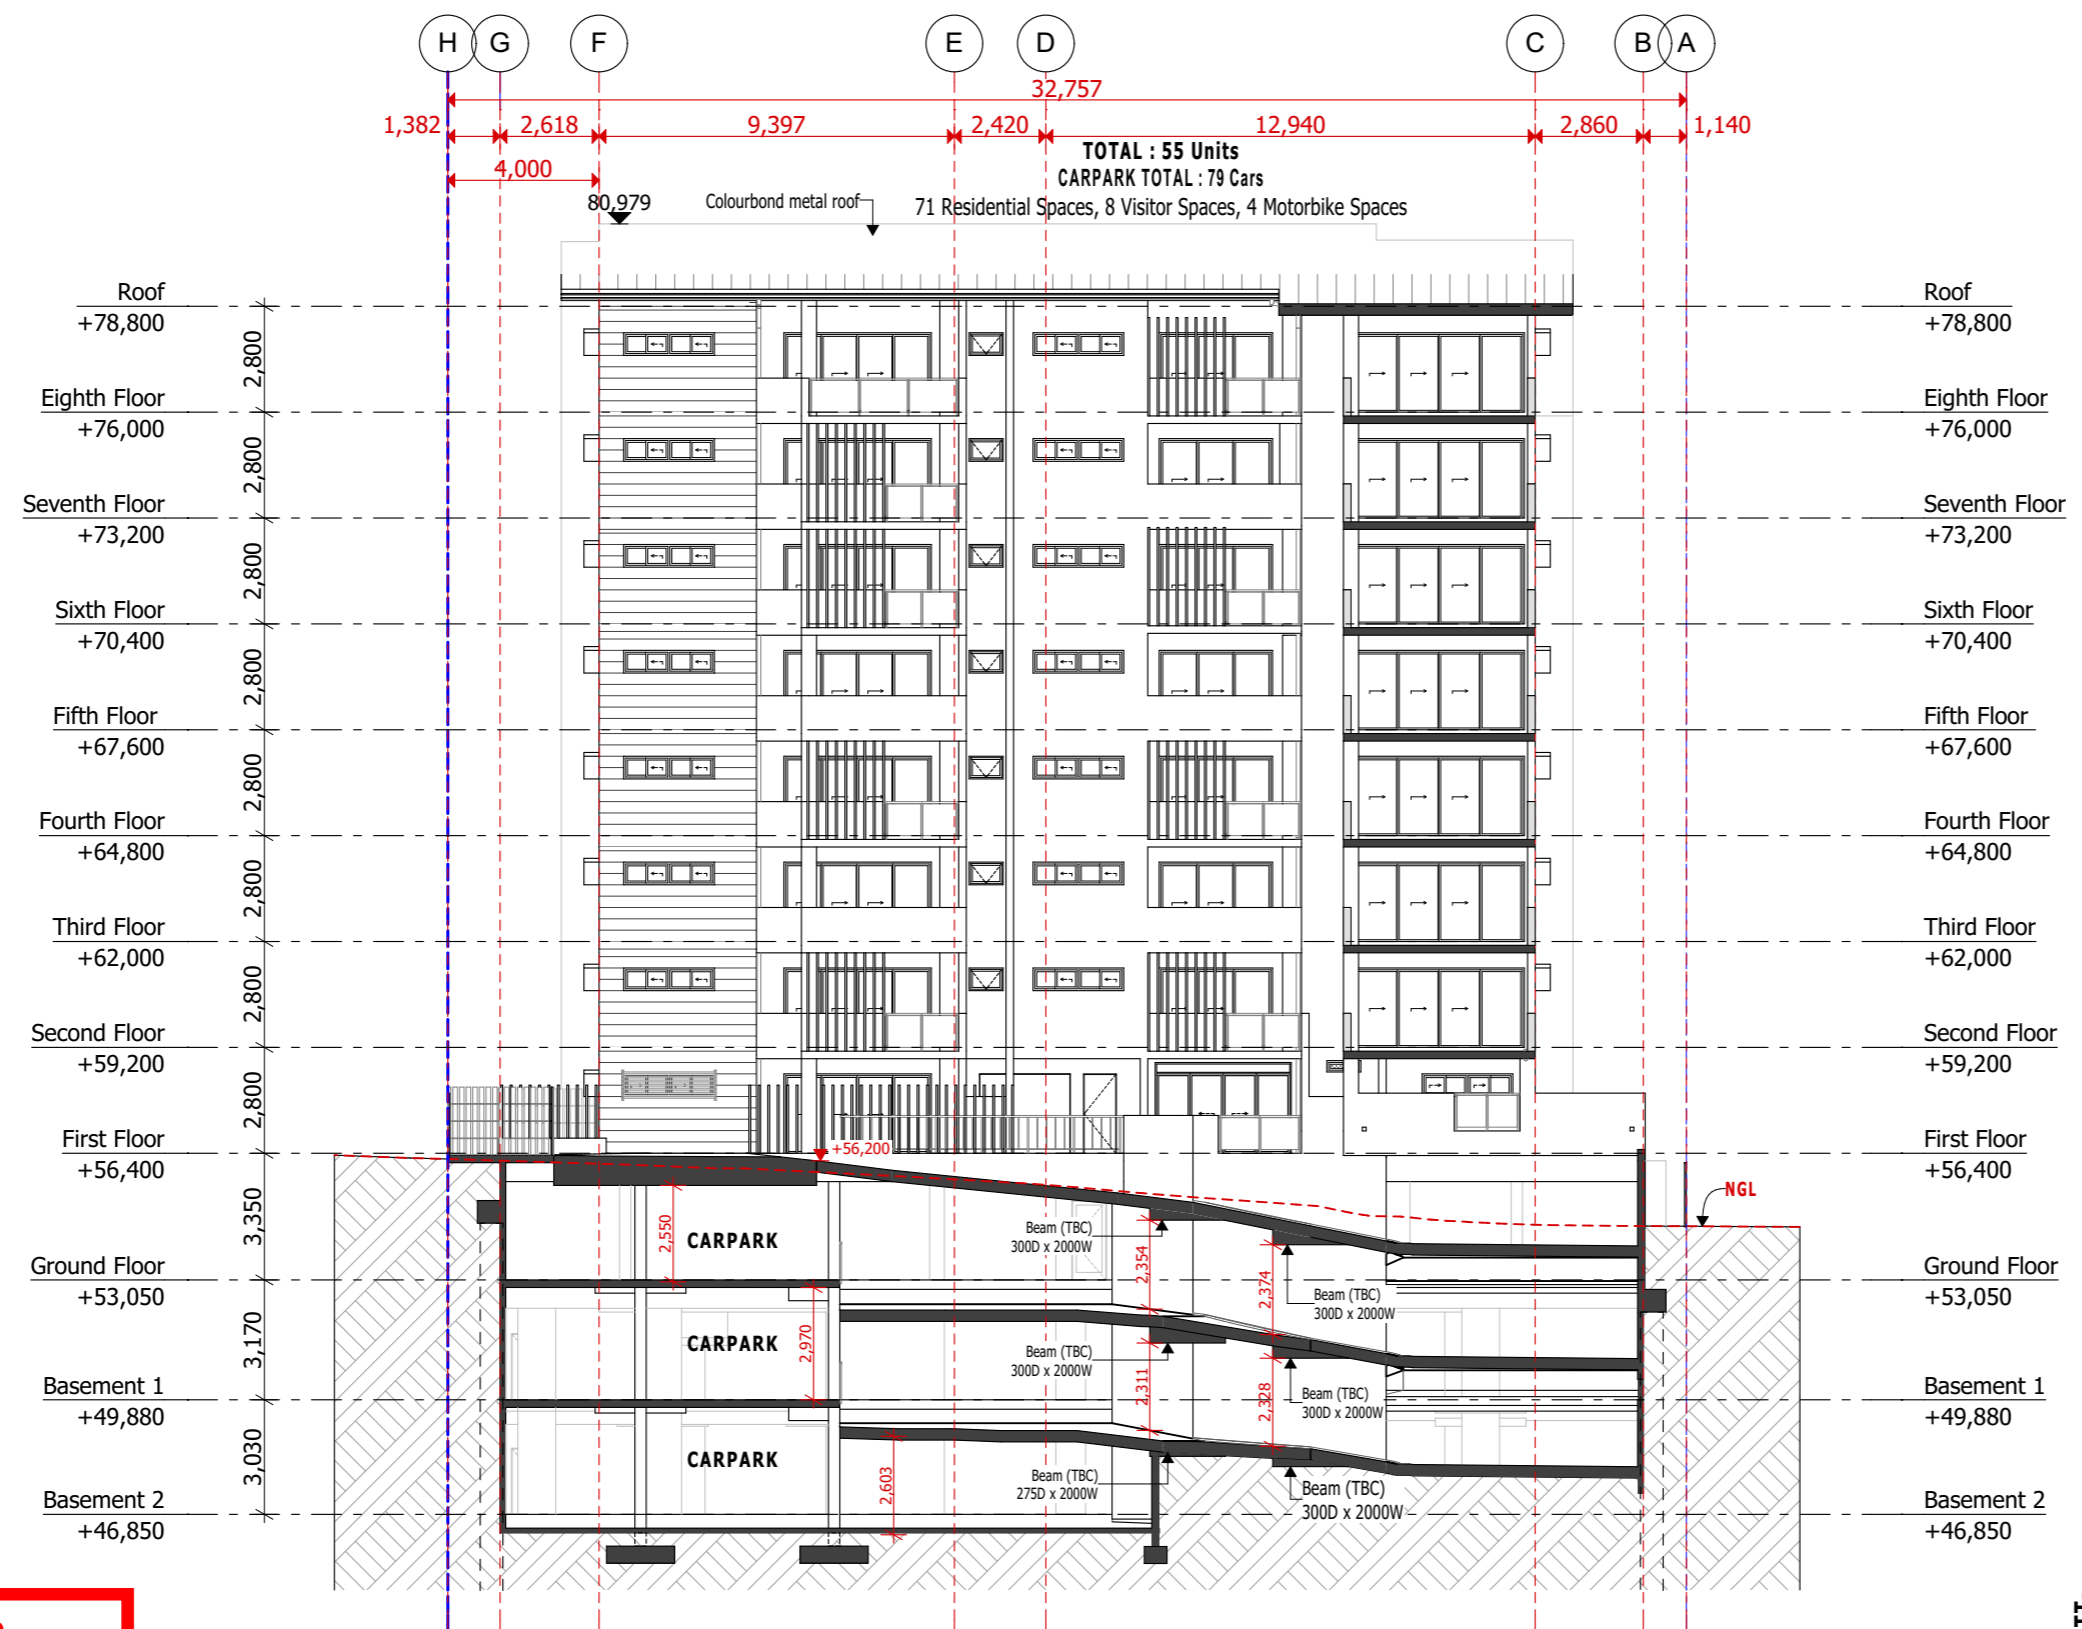 H G F E D C B A
32,757
1,382 2,618 9,397 2,420 12,940 2,860 1,140
TOTAL : 55 Units
4,000
CARPARK TOTAL : 79 Cars
80,979
Colourbond metal roof
71 Residential Spaces, 8 Visitor Spaces, 4 Motorbike Spaces
Roof
+78,800
Roof
+78,800
2,800
Eighth Floor
+76,000
Eighth Floor
+76,000
2,800
Seventh Floor
+73,200
Seventh Floor
+73,200
2,800
Sixth Floor
+70,400
Sixth Floor
+70,400
2,800
Fifth Floor
+67,600
Fifth Floor
+67,600
2,800
Fourth Floor
+64,800
Fourth Floor
+64,800
2,800
Third Floor
+62,000
Third Floor
+62,000
2,800
Second Floor
+59,200
Second Floor
+59,200
2,800
First Floor
+56,400
+56,200
First Floor
+56,400
NGL
3,350
2,550
CARPARK
Beam (TBC)
300D x 2000W
2,354
2,374
Ground Floor
+53,050
Ground Floor
+53,050
Beam (TBC)
300D x 2000W
3,170
CARPARK
2,970
Beam (TBC)
300D x 2000W
2,311
2,328
Beam (TBC)
300D x 2000W
Basement 1
+49,880
Basement 1
+49,880
3,030
CARPARK
2,603
Beam (TBC)
275D x 2000W
Beam (TBC)
300D x 2000W
Basement 2
+46,850
Basement 2
+46,850